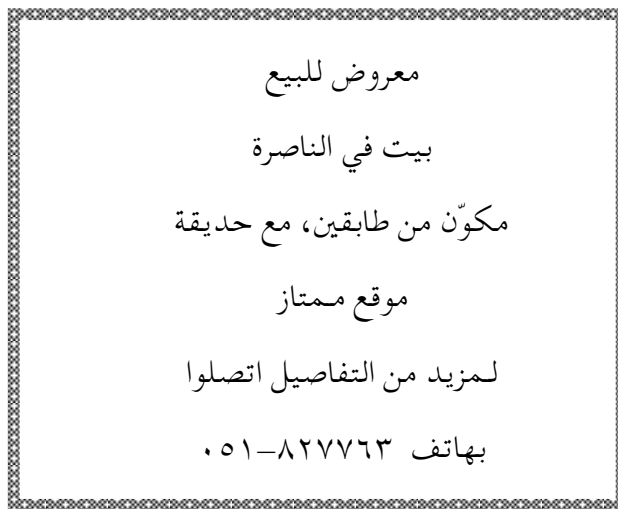 معروض للبيع
بيت في الناصرة
مكوّن من طابقين، مع حديقة
موقع ممتاز
لمزيد من التفاصيل اتصلوا
بهاتف ٨٢٧٧٦٣–٠٥١